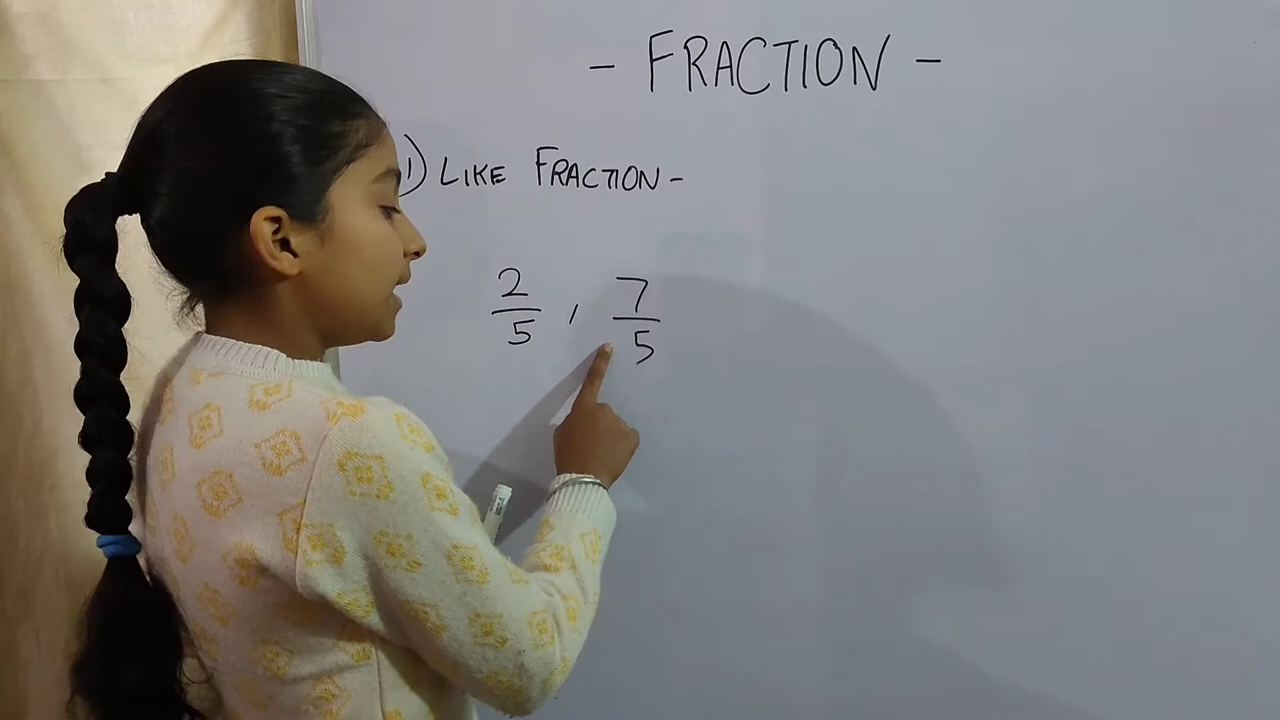 - FRACTION -
1) LIKE FRACTION -
2/5 , 7/5